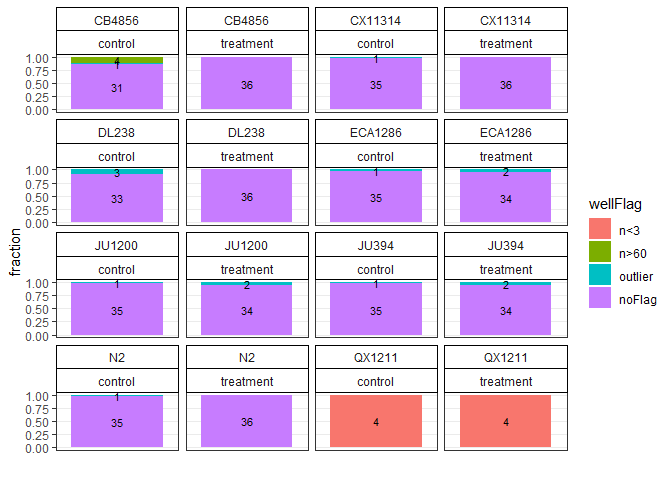 CB4856 CB4856 CX11314 CX11314
control treatment control treatment
1.00 4 1
0.75 1
0.50
0.25 31 36 35 36
0.00
DL238 DL238 ECA1286 ECA1286
control treatment control treatment
1.00 3 1 2
0.75
0.50
0.25 33 36 35 34
0.00
fraction
JU1200 JU1200 JU394 JU394
control treatment control treatment
1.00 1 2 1 2
0.75
0.50
0.25 35 34 35 34
0.00
N2 N2 QX1211 QX1211
control treatment control treatment
1.00 1
0.75
0.50
0.25 35 36 4 4
0.00
wellFlag
n<3
n>60
outlier
noFlag